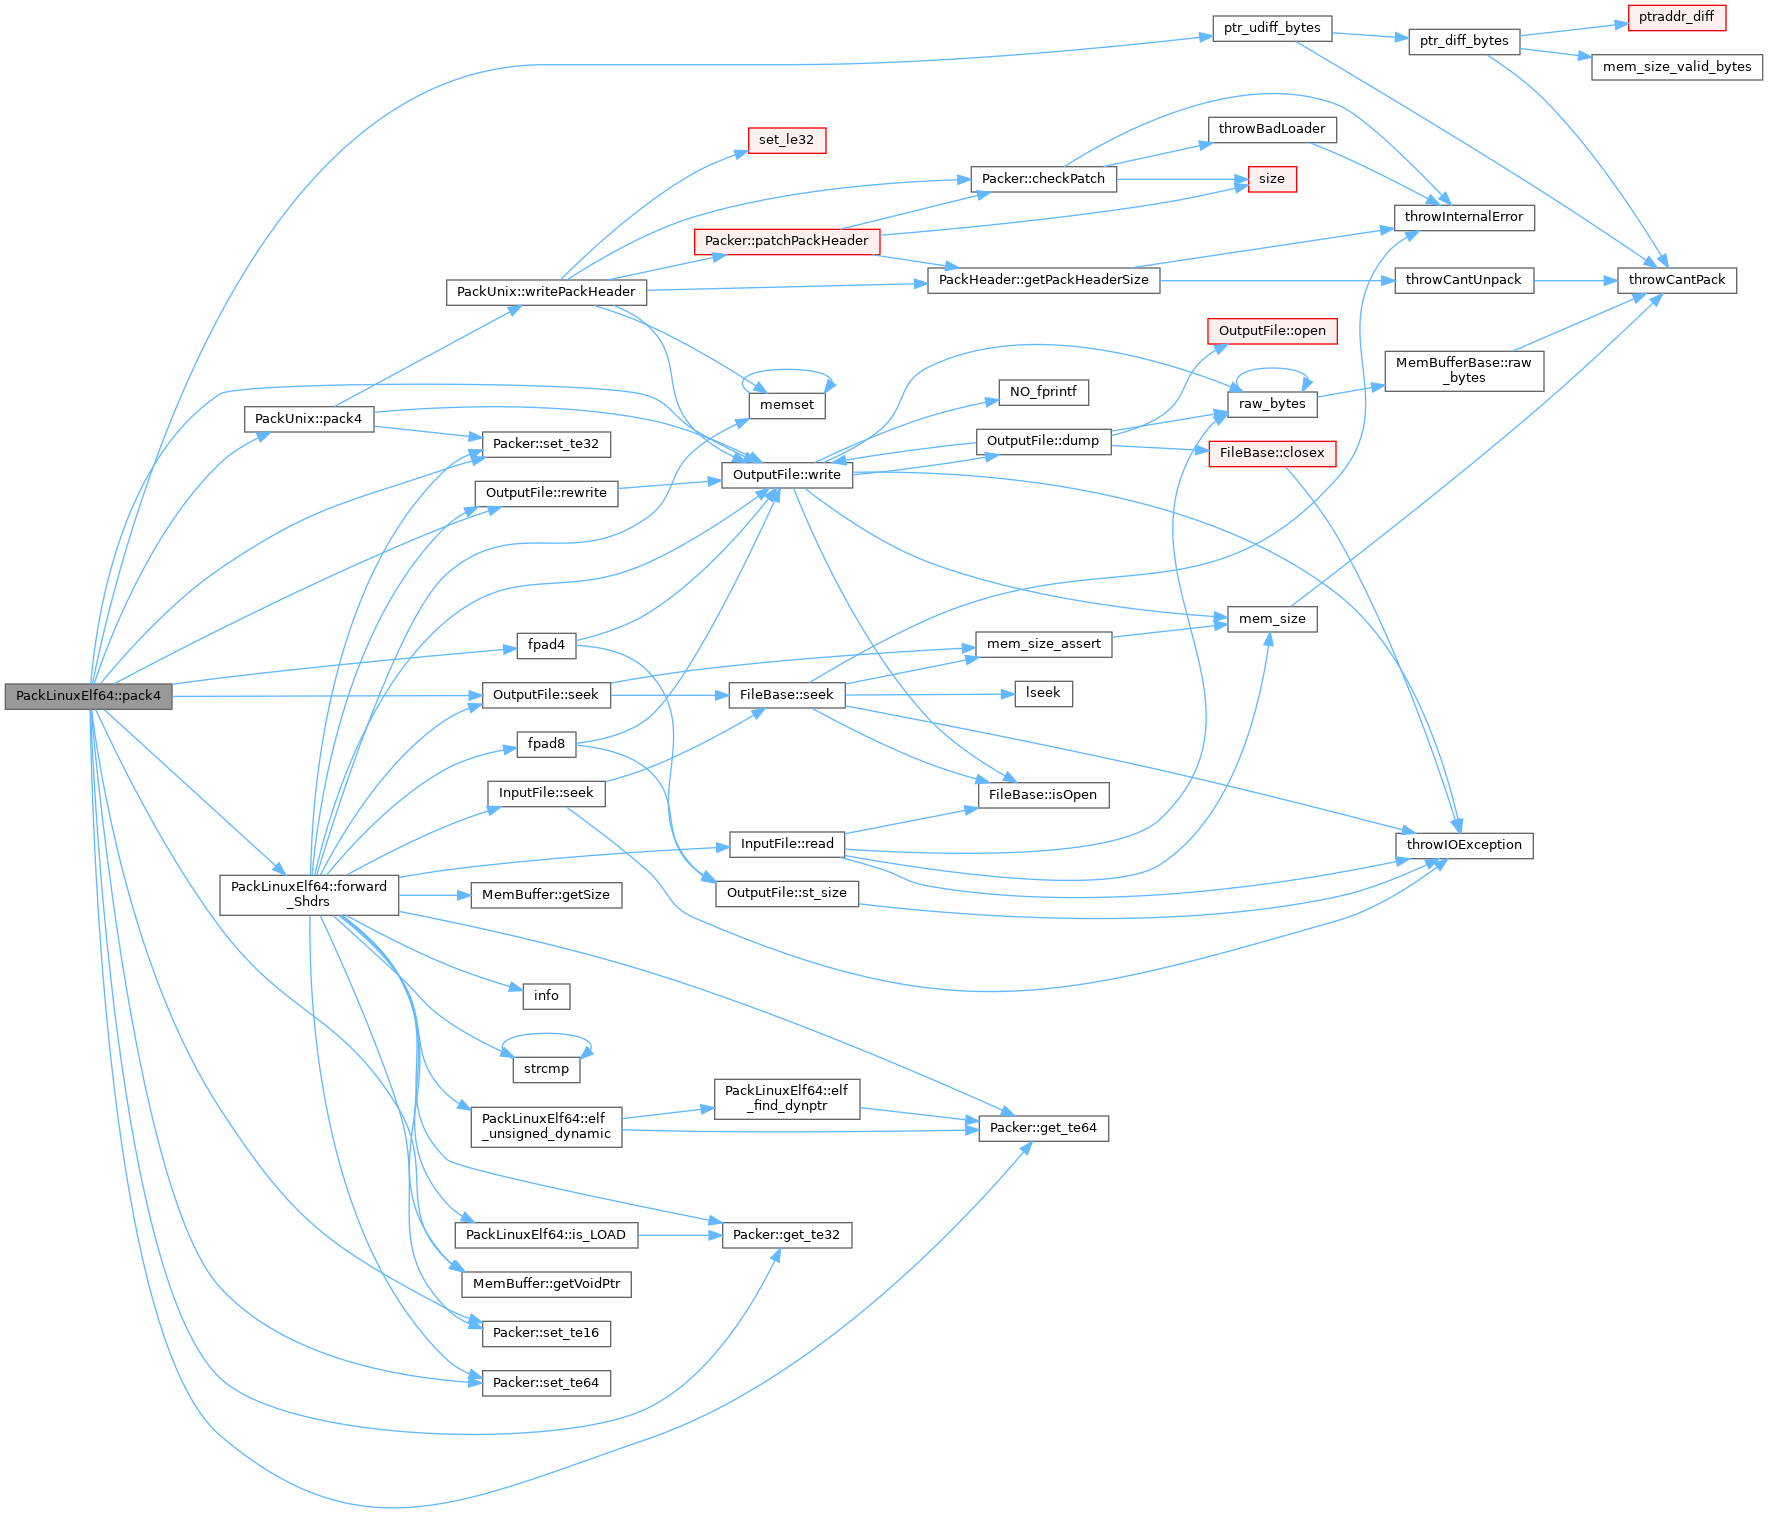 ptraddr_diff
ptr_udiff_bytes
ptr_diff_bytes
mem_size_valid_bytes
throwBadLoader
set_le32
Packer::checkPatch
size
throwInternalError
Packer::patchPackHeader
PackHeader::getPackHeaderSize
throwCantUnpack
throwCantPack
PackUnix::writePackHeader
OutputFile::open
MemBufferBase::raw
_bytes
NO_fprintf
memset
raw_bytes
PackUnix::pack4
OutputFile::dump
Packer::set_te32
FileBase::closex
OutputFile::write
OutputFile::rewrite
mem_size
fpad4
mem_size_assert
PackLinuxElf64::pack4
OutputFile::seek
FileBase::seek
lseek
fpad8
InputFile::seek
FileBase::isOpen
InputFile::read
throwIOException
PackLinuxElf64::forward
_Shdrs
MemBuffer::getSize
OutputFile::st_size
info
strcmp
PackLinuxElf64::elf
_find_dynptr
PackLinuxElf64::elf
_unsigned_dynamic
Packer::get_te64
PackLinuxElf64::is_LOAD
Packer::get_te32
MemBuffer::getVoidPtr
Packer::set_te16
Packer::set_te64